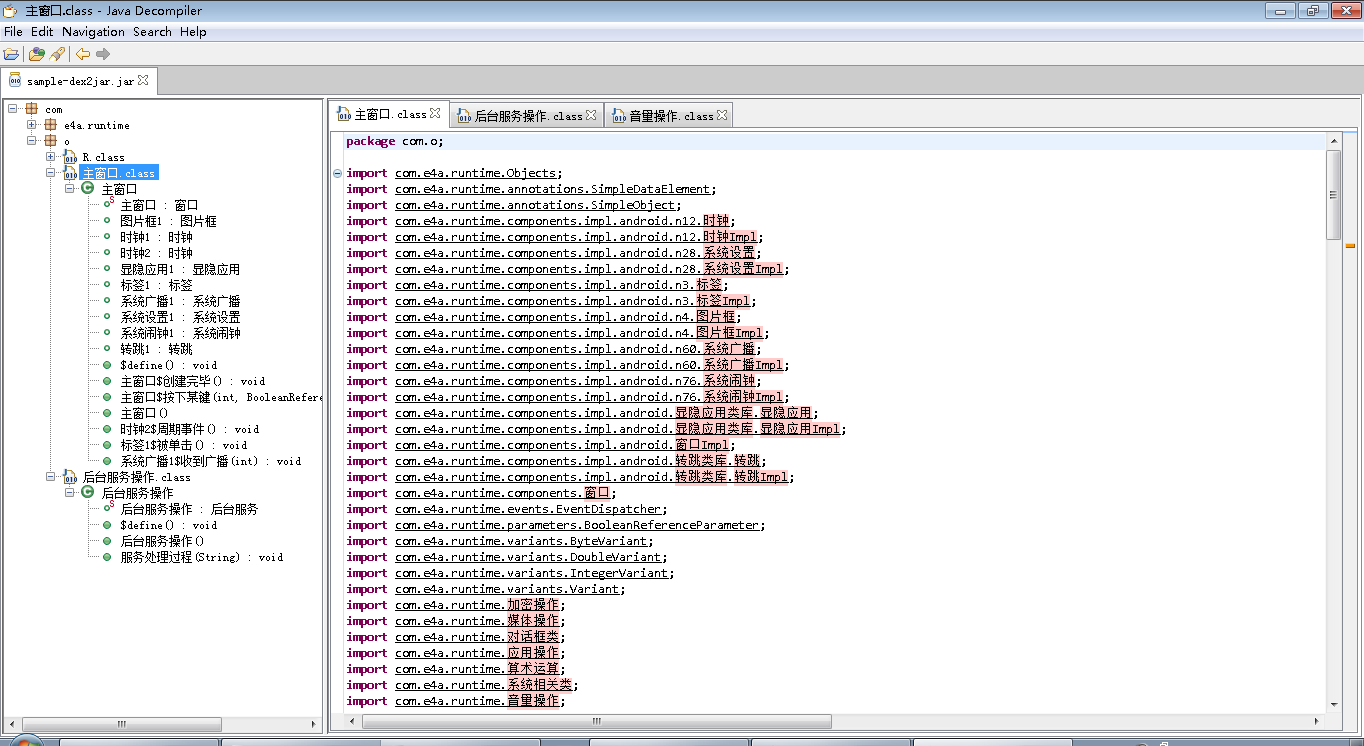 主窗口.class - Java Decompiler
File Edit Navigation Search Help
sample-dex2jar.jar
com
e4a.runtime
o
R.class
主窗口.class
主窗口
主窗口 : 窗口
图片框1 : 图片框
时钟1 : 时钟
时钟2 : 时钟
显隐应用1 : 显隐应用
标签1 : 标签
系统广播1 : 系统广播
系统设置1 : 系统设置
系统闹钟1 : 系统闹钟
转跳1 : 转跳
$define() : void
主窗口$创建完毕() : void
主窗口$按下某键(int, BooleanRefere
主窗口()
时钟2$周期事件() : void
标签1$被单击() : void
系统广播1$收到广播(int) : void
后台服务操作.class
后台服务操作
后台服务操作 : 后台服务
$define() : void
后台服务操作()
服务处理过程(String) : void
主窗口.class 后台服务操作.class 音量操作.class
package com.o;
import com.e4a.runtime.Objects;
import com.e4a.runtime.annotations.SimpleDataElement;
import com.e4a.runtime.annotations.SimpleObject;
import com.e4a.runtime.components.impl.android.n12.时钟;
import com.e4a.runtime.components.impl.android.n12.时钟Impl;
import com.e4a.runtime.components.impl.android.n28.系统设置;
import com.e4a.runtime.components.impl.android.n28.系统设置Impl;
import com.e4a.runtime.components.impl.android.n3.标签;
import com.e4a.runtime.components.impl.android.n3.标签Impl;
import com.e4a.runtime.components.impl.android.n4.图片框;
import com.e4a.runtime.components.impl.android.n4.图片框Impl;
import com.e4a.runtime.components.impl.android.n60.系统广播;
import com.e4a.runtime.components.impl.android.n60.系统广播Impl;
import com.e4a.runtime.components.impl.android.n76.系统闹钟;
import com.e4a.runtime.components.impl.android.n76.系统闹钟Impl;
import com.e4a.runtime.components.impl.android.显隐应用类库.显隐应用;
import com.e4a.runtime.components.impl.android.显隐应用类库.显隐应用Impl;
import com.e4a.runtime.components.impl.android.窗口Impl;
import com.e4a.runtime.components.impl.android.转跳类库.转跳;
import com.e4a.runtime.components.impl.android.转跳类库.转跳Impl;
import com.e4a.runtime.components.窗口;
import com.e4a.runtime.events.EventDispatcher;
import com.e4a.runtime.parameters.BooleanReferenceParameter;
import com.e4a.runtime.variants.ByteVariant;
import com.e4a.runtime.variants.DoubleVariant;
import com.e4a.runtime.variants.IntegerVariant;
import com.e4a.runtime.variants.Variant;
import com.e4a.runtime.加密操作;
import com.e4a.runtime.媒体操作;
import com.e4a.runtime.对话框类;
import com.e4a.runtime.应用操作;
import com.e4a.runtime.算术运算;
import com.e4a.runtime.系统相关类;
import com.e4a.runtime.音量操作;